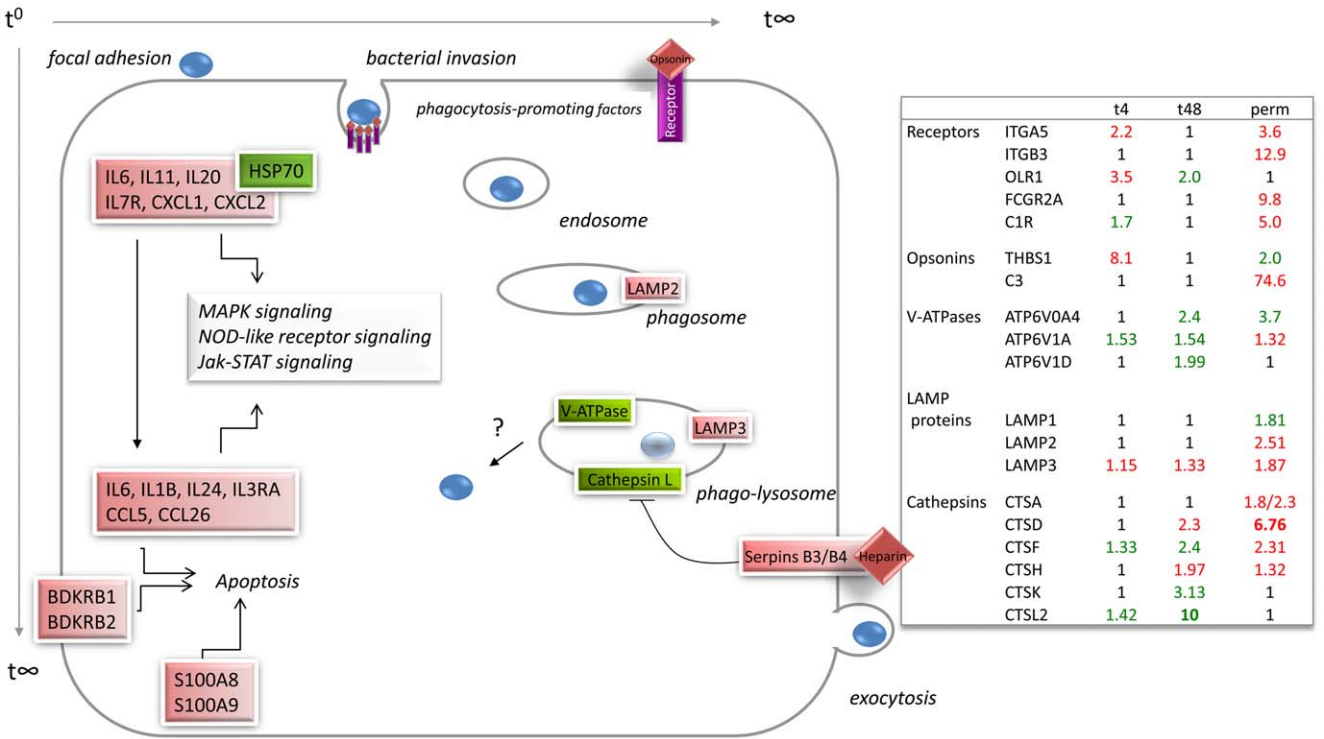 t⁰
t∞
focal adhesion
bacterial invasion
Opsonin
Receptor
phagocytosis-promoting factors
HSP70
IL6, IL11, IL20
IL7R, CXCL1, CXCL2
endosome
LAMP2
phagosome
MAPK signaling
NOD-like receptor signaling
Jak-STAT signaling
V-ATPase
LAMP3
?
Cathepsin L
phago-lysosome
IL6, IL1B, IL24, IL3RA
CCL5, CCL26
Serpins B3/B4
Heparin
Apoptosis
BDKRB1
BDKRB2
t∞
S100A8
S100A9
exocytosis
t4 t48 perm
Receptors ITGA5 2.2 1 3.6
ITGB3 1 1 12.9
OLR1 3.5 2.0 1
FCGR2A 1 1 9.8
C1R 1.7 1 5.0
Opsonins THBS1 8.1 1 2.0
C3 1 1 74.6
V-ATPases ATP6V0A4 1 2.4 3.7
ATP6V1A 1.53 1.54 1.32
ATP6V1D 1 1.99 1
LAMP
proteins LAMP1 1 1 1.81
LAMP2 1 1 2.51
LAMP3 1.15 1.33 1.87
Cathepsins CTSA 1 1 1.8/2.3
CTSD 1 2.3 6.76
CTSF 1.33 2.4 2.31
CTSH 1 1.97 1.32
CTSK 1 3.13 1
CTSL2 1.42 10 1